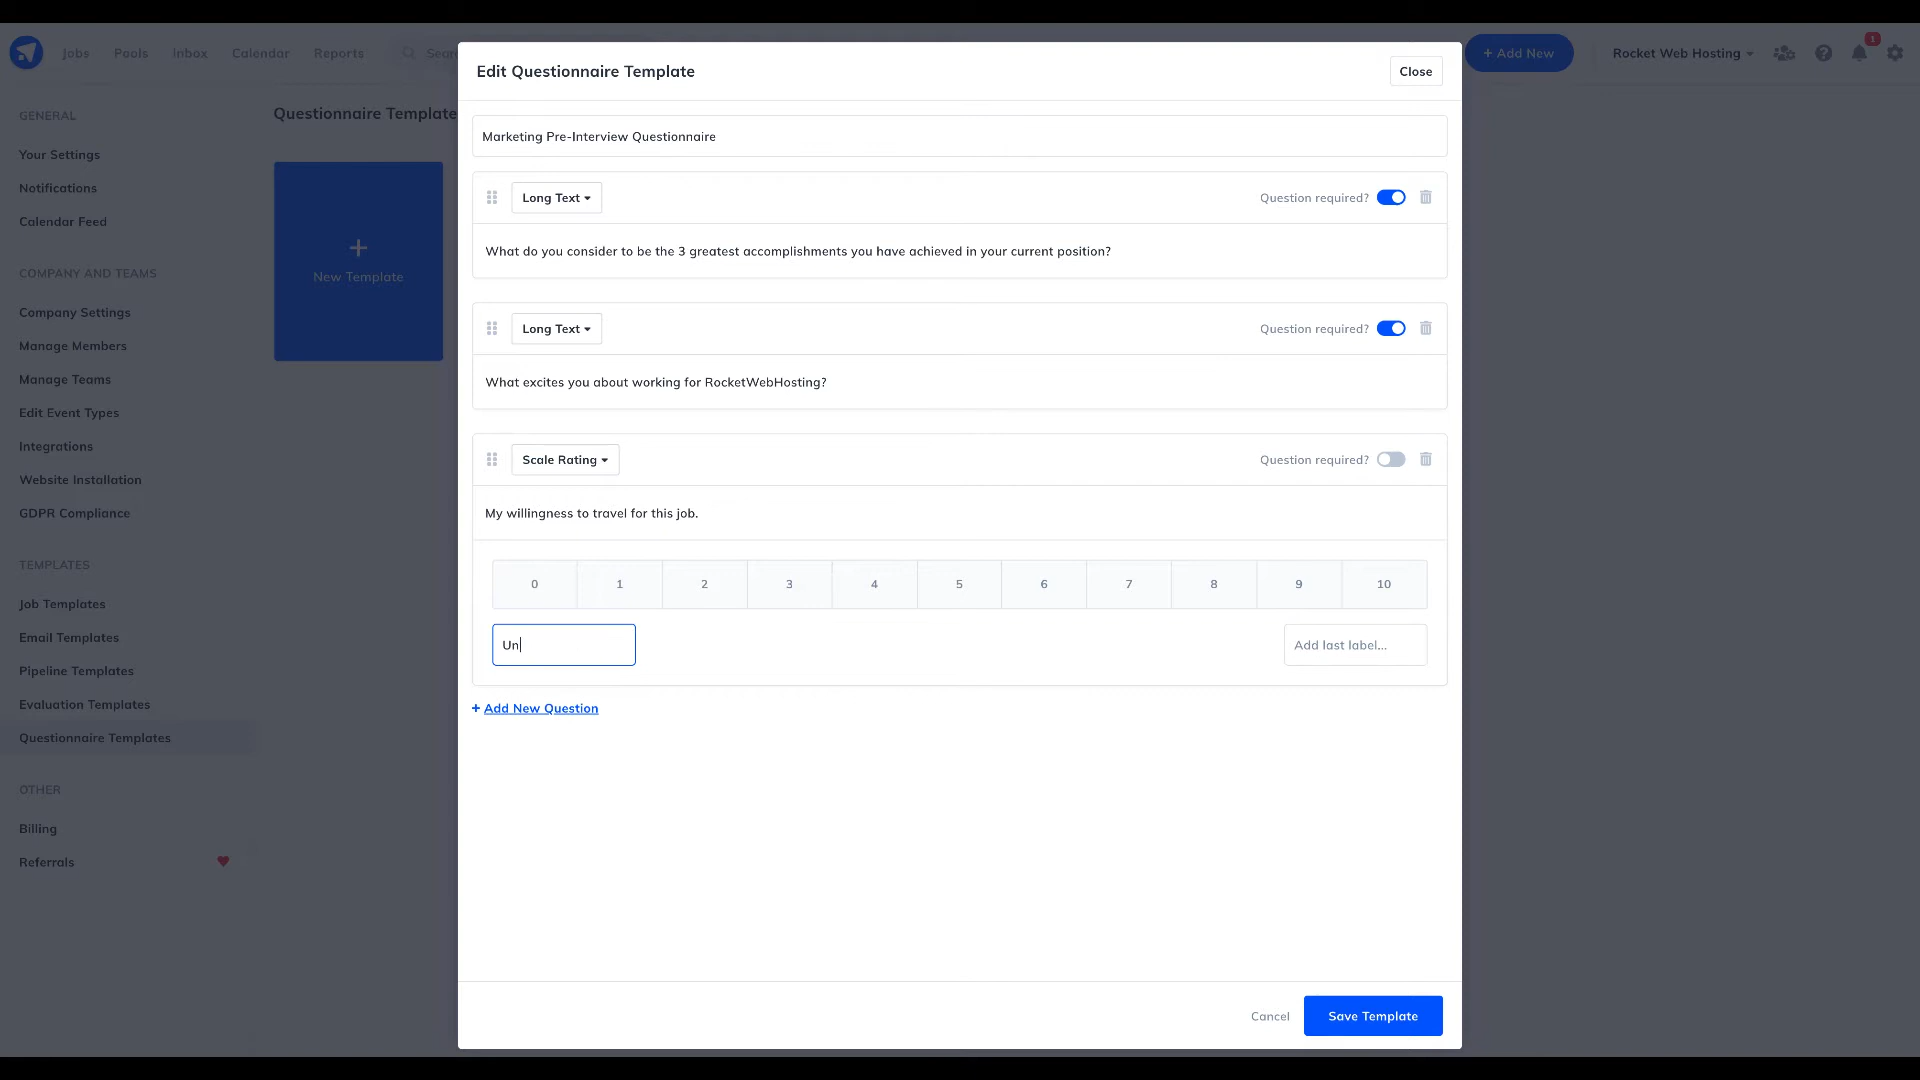 Jobs
Pools
Inbox
Calendar
Reports
Edit Questionnaire Template
Close
+ Add New
Rocket Web Hosting
1
GENERAL
Your Settings
Notifications
Calendar Feed
COMPANY AND TEAMS
Company Settings
Manage Members
Manage Teams
Edit Event Types
Integrations
Website Installation
GDPR Compliance
TEMPLATES
Job Templates
Email Templates
Pipeline Templates
Evaluation Templates
Questionnaire Templates
OTHER
Billing
Referrals
Questionnaire Template
+
New Template
Marketing Pre-Interview Questionnaire
Long Text
Question required?
What do you consider to be the 3 greatest accomplishments you have achieved in your current position?
Long Text
Question required?
What excites you about working for RocketWebHosting?
Scale Rating
Question required?
My willingness to travel for this job.
0 1 2 3 4 5 6 7 8 9 10
Un
Add last label...
+ Add New Question
Cancel
Save Template